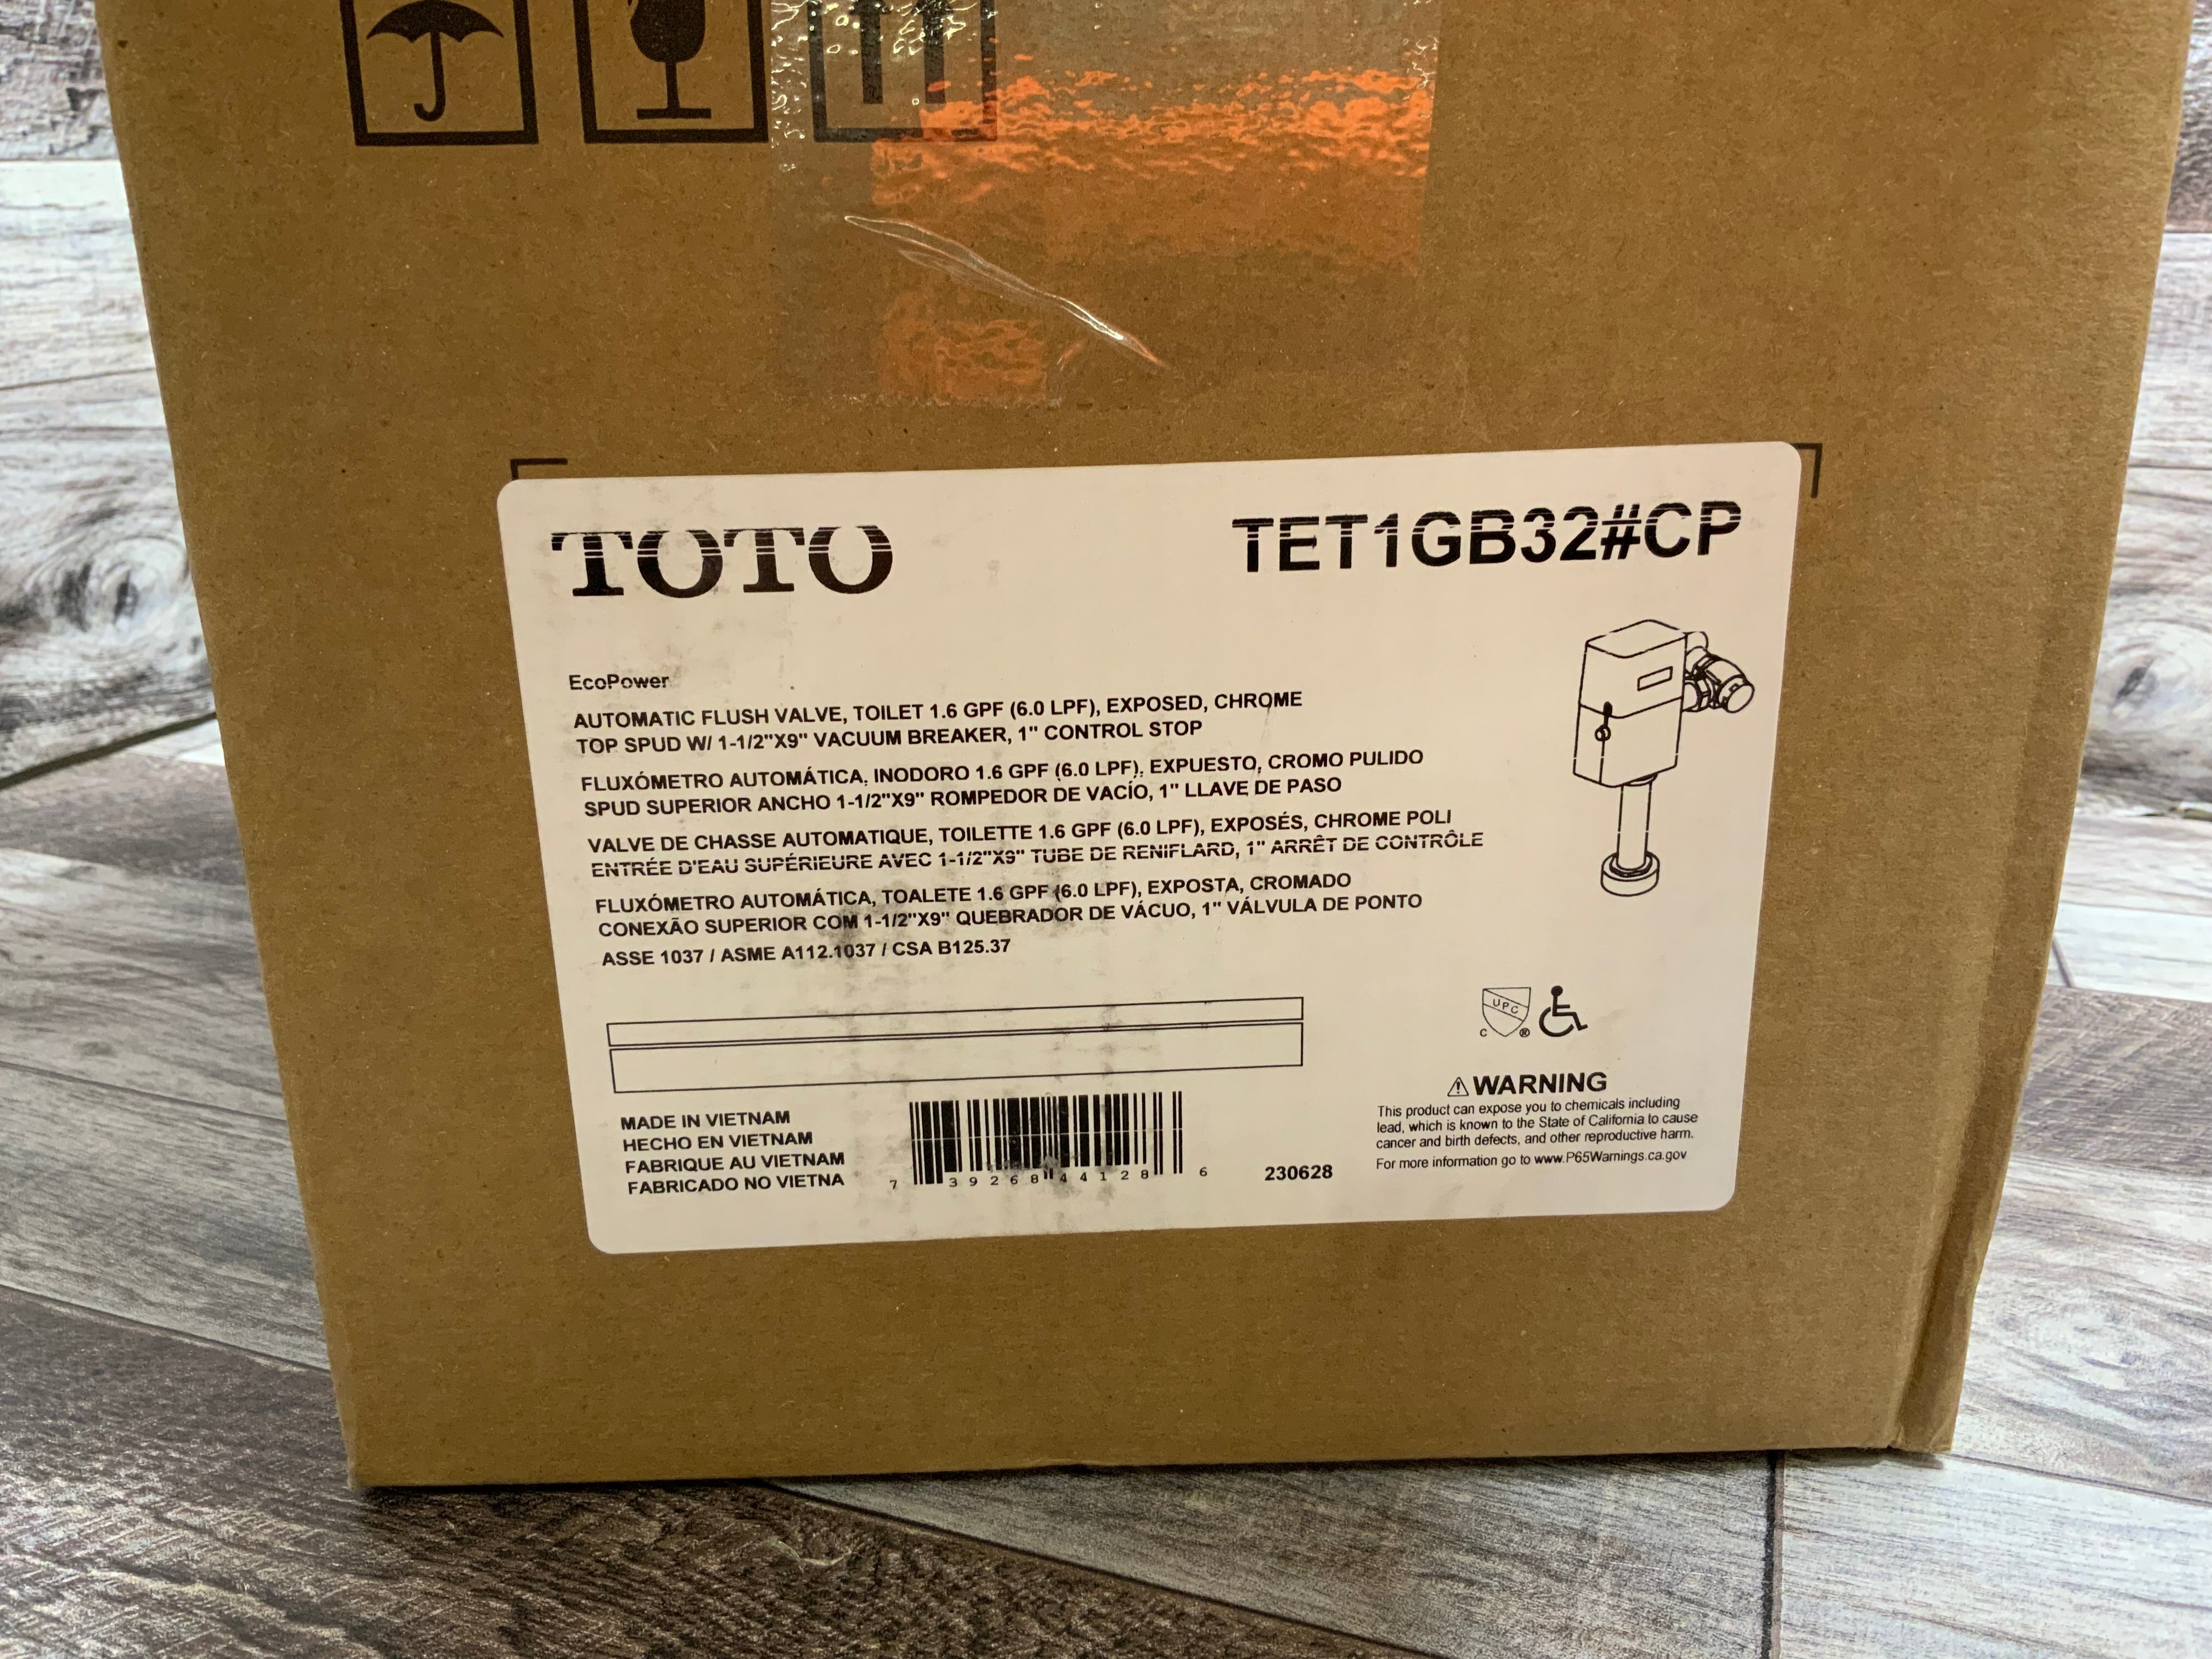 TOTO
TET1GB32#CP
EcoPower
AUTOMATIC FLUSH VALVE, TOILET 1.6 GPF (6.0 LPF), EXPOSED, CHROME
TOP SPUD W/ 1-1/2"X9" VACUUM BREAKER, 1" CONTROL STOP
FLUXÓMETRO AUTOMÁTICA, INODORO 1.6 GPF (6.0 LPF), EXPUESTO, CROMO PULIDO
SPUD SUPERIOR ANCHO 1-1/2"X9" ROMPEDOR DE VACÍO, 1" LLAVE DE PASO
VALVE DE CHASSE AUTOMATIQUE, TOILETTE 1.6 GPF (6.0 LPF), EXPOSÉS, CHROME POLI
ENTRÉE D'EAU SUPÉRIEURE AVEC 1-1/2"X9" TUBE DE RENIFLARD, 1" ARRÊT DE CONTRÔLE
FLUXÓMETRO AUTOMÁTICA, TOALETE 1.6 GPF (6.0 LPF), EXPOSTA, CROMADO
CONEXÃO SUPERIOR COM 1-1/2"X9" QUEBRADOR DE VÁCUO, 1" VÁLVULA DE PONTO
ASSE 1037 / ASME A112.1037 / CSA B125.37
UPC
C ®
MADE IN VIETNAM
HECHO EN VIETNAM
FABRIQUE AU VIETNAM
FABRICADO NO VIETNA
7 39268 44128 6
230628
WARNING
This product can expose you to chemicals including
lead, which is known to the State of California to cause
cancer and birth defects, and other reproductive harm.
For more information go to www.P65Warnings.ca.gov